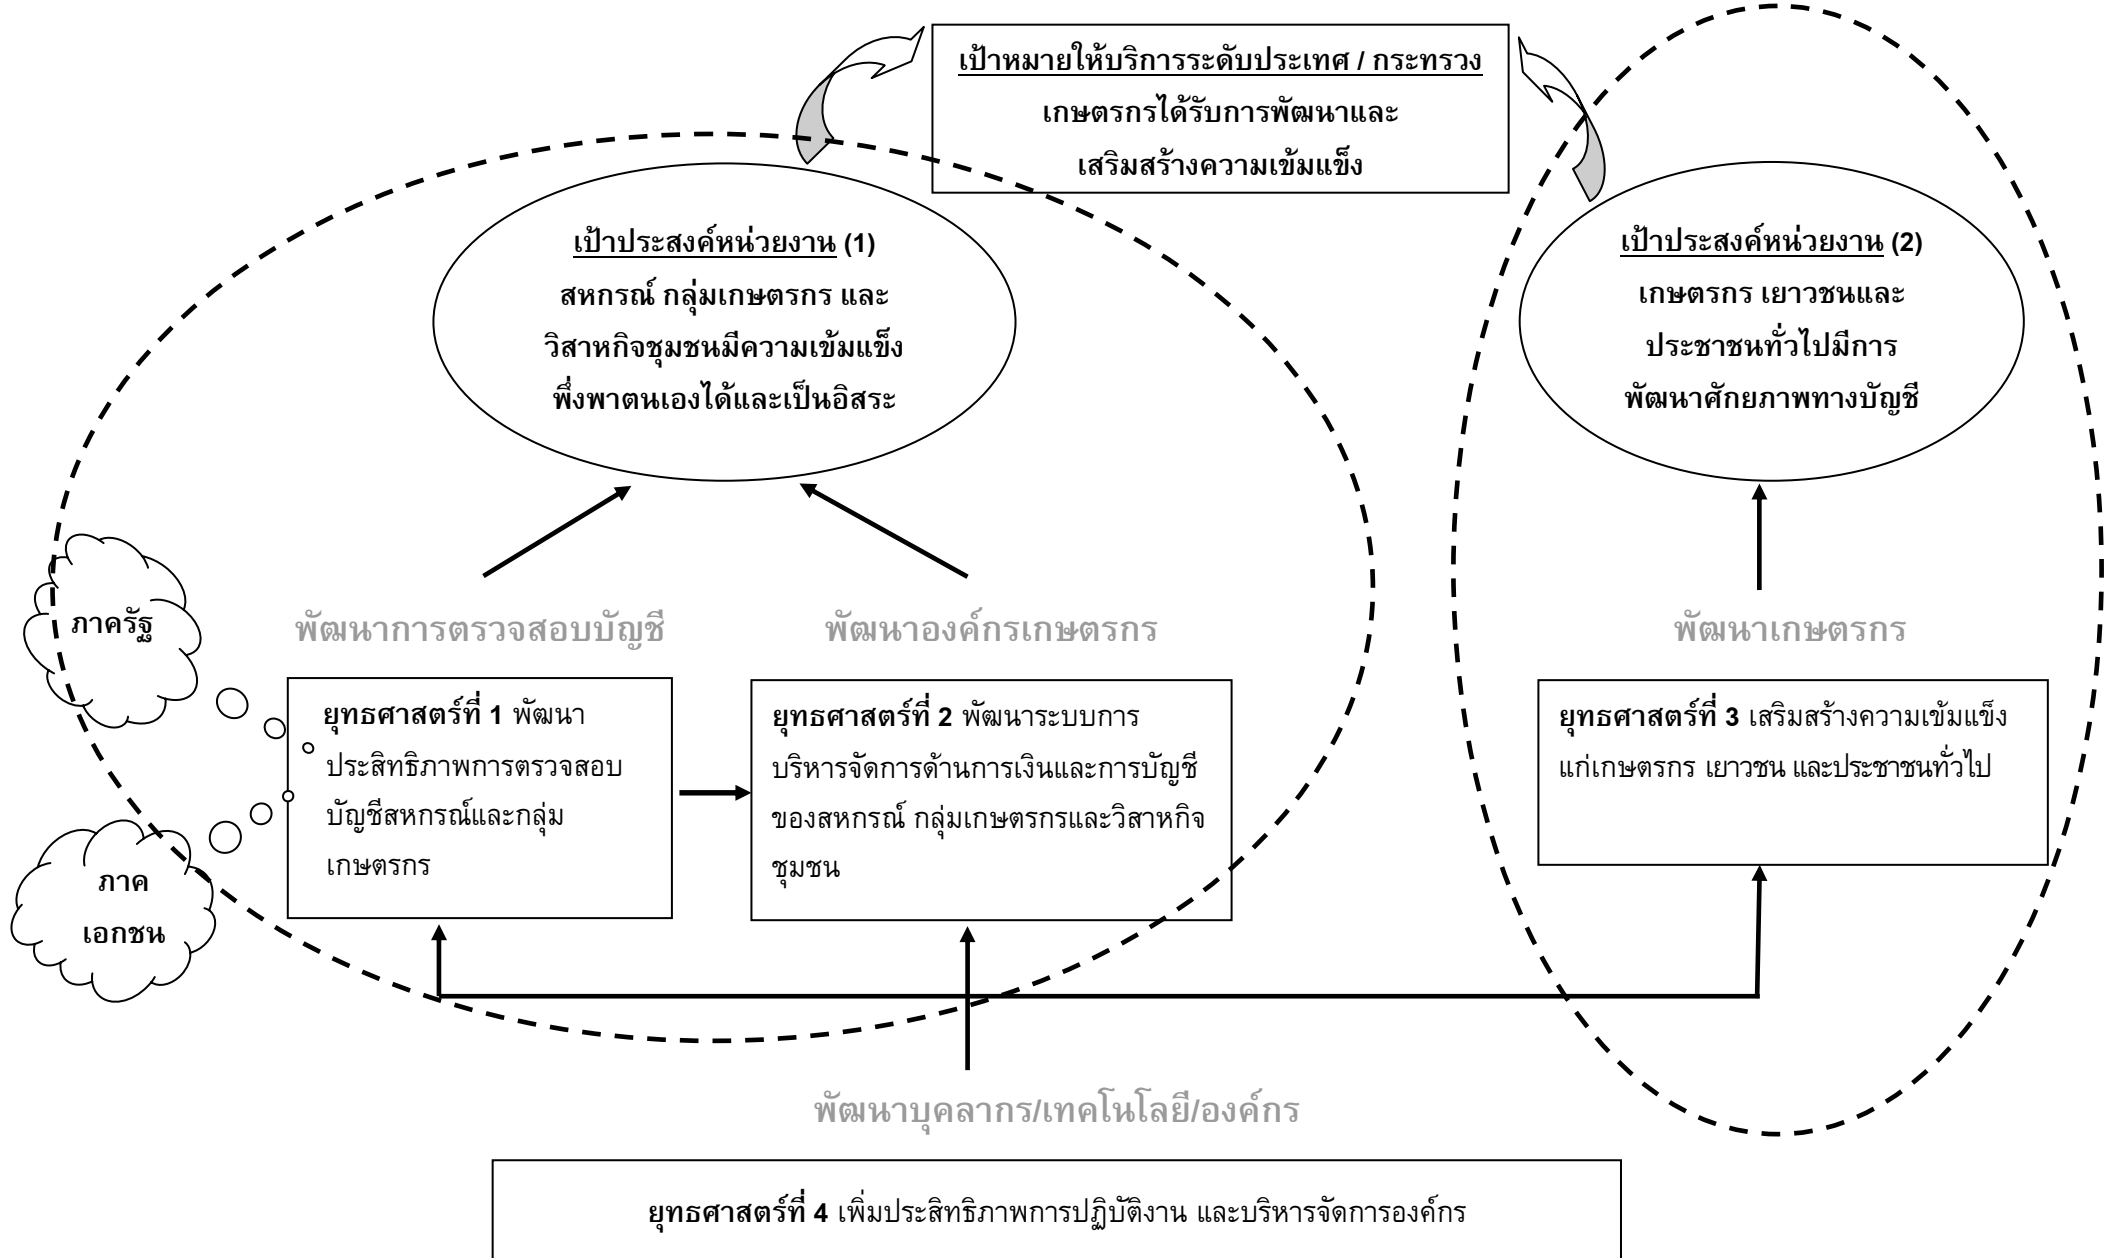 เป้าหมายให้บริการระดับประเทศ / กระทรวง
เกษตรกรได้รับการพัฒนาและ
เสริมสร้างความเข้มแข็ง
เป้าประสงค์หน่วยงาน (1)
สหกรณ์ กลุ่มเกษตรกร และ
วิสาหกิจชุมชนมีความเข้มแข็ง
พึ่งพาตนเองได้และเป็นอิสระ
เป้าประสงค์หน่วยงาน (2)
เกษตรกร เยาวชนและ
ประชาชนทั่วไปมีการ
พัฒนาศักยภาพทางบัญชี
ภาครัฐ
พัฒนาการตรวจสอบบัญชี
พัฒนาองค์กรเกษตรกร
พัฒนาเกษตรกร
ยุทธศาสตร์ที่ 1 พัฒนา
ประสิทธิภาพการตรวจสอบ
บัญชีสหกรณ์และกลุ่ม
เกษตรกร
ยุทธศาสตร์ที่ 2 พัฒนาระบบการ
บริหารจัดการด้านการเงินและการบัญชี
ของสหกรณ์ กลุ่มเกษตรกรและวิสาหกิจ
ชุมชน
ยุทธศาสตร์ที่ 3 เสริมสร้างความเข้มแข็ง
แก่เกษตรกร เยาวชน และประชาชนทั่วไป
ภาค
เอกชน
พัฒนาบุคลากร/เทคโนโลยี/องค์กร
ยุทธศาสตร์ที่ 4 เพิ่มประสิทธิภาพการปฏิบัติงาน และบริหารจัดการองค์กร